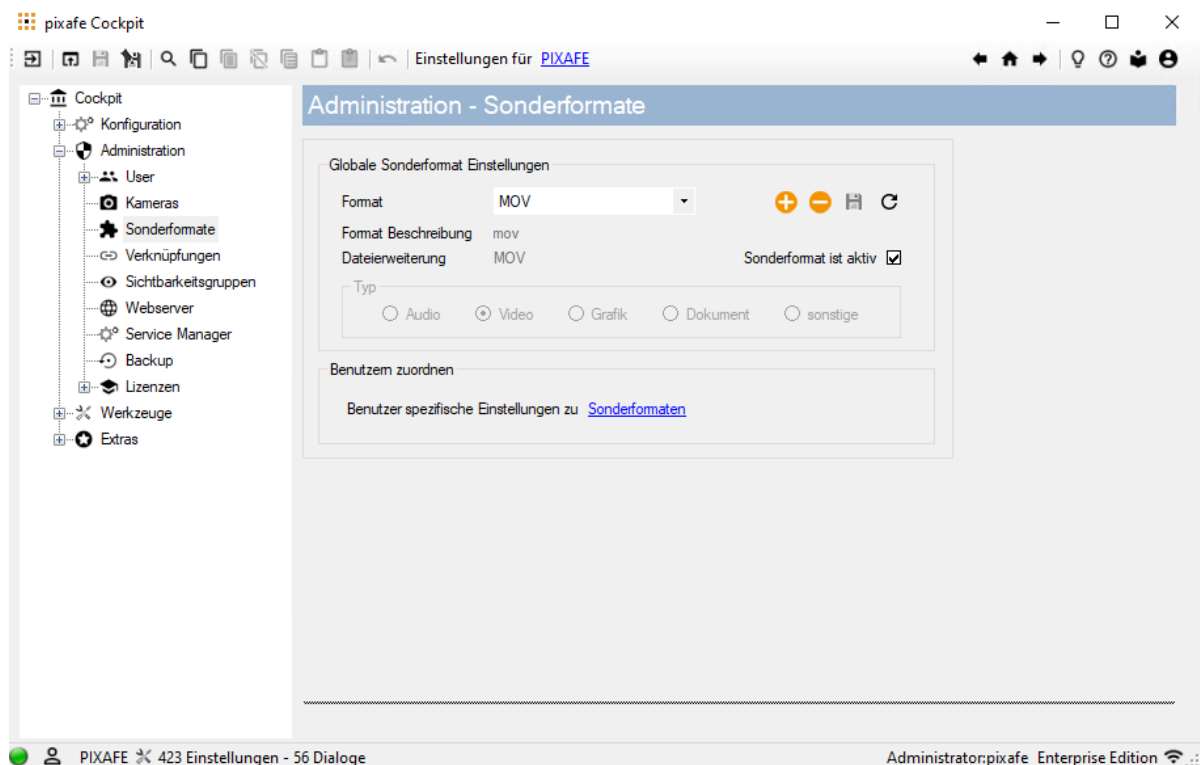 pixafe Cockpit
Einstellungen für PIXAFE
Cockpit
Konfiguration
Administration
User
Kameras
Sonderformate
Verknüpfungen
Sichtbarkeitsgruppen
Webserver
Service Manager
Backup
Lizenzen
Werkzeuge
Extras
Administration - Sonderformate
Globale Sonderformat Einstellungen
Format MOV
Format Beschreibung mov
Dateierweiterung MOV Sonderformat ist aktiv
Typ
Audio Video Grafik Dokument sonstige
Benutzern zuordnen
Benutzer spezifische Einstellungen zu Sonderformaten
PIXAFE 423 Einstellungen - 56 Dialoge Administrator:pixafe Enterprise Edition